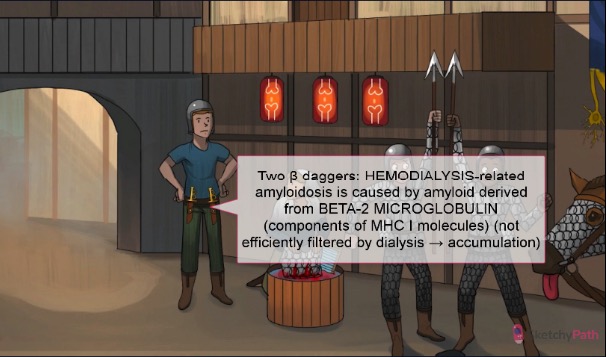 Two β daggers: HEMODIALYSIS-related
amyloidosis is caused by amyloid derived
from BETA-2 MICROGLOBULIN
(components of MHC I molecules) (not
efficiently filtered by dialysis → accumulation)
SketchyPath